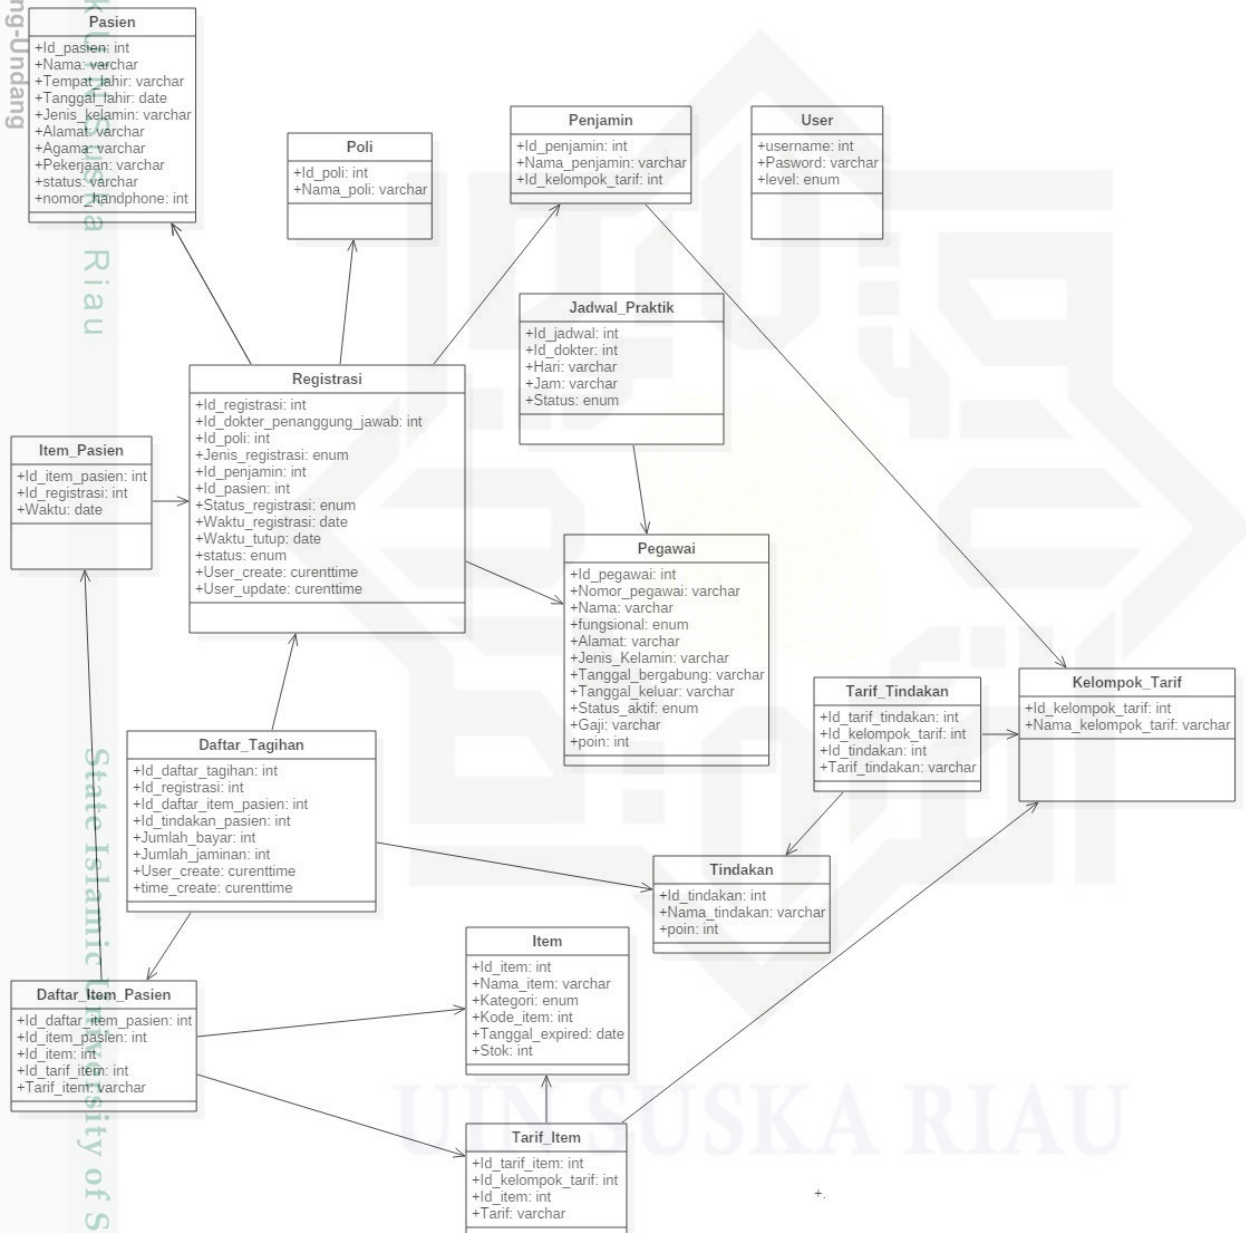 k UIN Suska Riau
ng-Undang
State Islamic University of S
Pasien
+Id_pasien: int
+Nama: varchar
+Tempat_lahir: varchar
+Tanggal_lahir: date
+Jenis_kelamin: varchar
+Alamat: varchar
+Agama: varchar
+Pekerjaan: varchar
+status: varchar
+nomor_handphone: int
Poli
+Id_poli: int
+Nama_poli: varchar
Penjamin
+Id_penjamin: int
+Nama_penjamin: varchar
+Id_kelompok_tarif: int
User
+username: int
+Pasword: varchar
+level: enum
Jadwal_Praktik
+Id_jadwal: int
+Id_dokter: int
+Hari: varchar
+Jam: varchar
+Status: enum
Registrasi
+Id_registrasi: int
+Id_dokter_penanggung_jawab: int
+Id_poli: int
+Jenis_registrasi: enum
+Id_penjamin: int
+Id_pasien: int
+Status_registrasi: enum
+Waktu_registrasi: date
+Waktu_tutup: date
+status: enum
+User_create: curenttime
+User_update: curenttime
Item_Pasien
+Id_item_pasien: int
+Id_registrasi: int
+Waktu: date
Pegawai
+Id_pegawai: int
+Nomor_pegawai: varchar
+Nama: varchar
+fungsional: enum
+Alamat: varchar
+Jenis_Kelamin: varchar
+Tanggal_bergabung: varchar
+Tanggal_keluar: varchar
+Status_aktif: enum
+Gaji: varchar
+poin: int
Tarif_Tindakan
+Id_tarif_tindakan: int
+Id_kelompok_tarif: int
+Id_tindakan: int
+Tarif_tindakan: varchar
Kelompok_Tarif
+Id_kelompok_tarif: int
+Nama_kelompok_tarif: varchar
Daftar_Tagihan
+Id_daftar_tagihan: int
+Id_registrasi: int
+Id_daftar_item_pasien: int
+Id_tindakan_pasien: int
+Jumlah_bayar: int
+Jumlah_jaminan: int
+User_create: curenttime
+time_create: curenttime
Tindakan
+Id_tindakan: int
+Nama_tindakan: varchar
+poin: int
Item
+Id_item: int
+Nama_item: varchar
+Kategori: enum
+Kode_item: int
+Tanggal_expired: date
+Stok: int
Daftar_Item_Pasien
+Id_daftar_item_pasien: int
+Id_item_pasien: int
+Id_item: int
+Id_tarif_item: int
+Tarif_item: varchar
Tarif_Item
+Id_tarif_item: int
+Id_kelompok_tarif: int
+Id_item: int
+Tarif: varchar
UIN SUSKA RIAU
+.